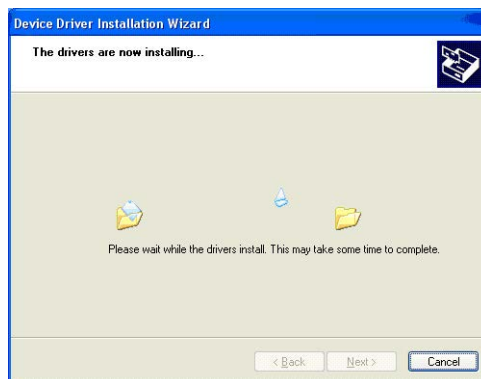 Device Driver Installation Wizard
The drivers are now installing...
Please wait while the drivers install. This may take some time to complete.
< Back Next > Cancel